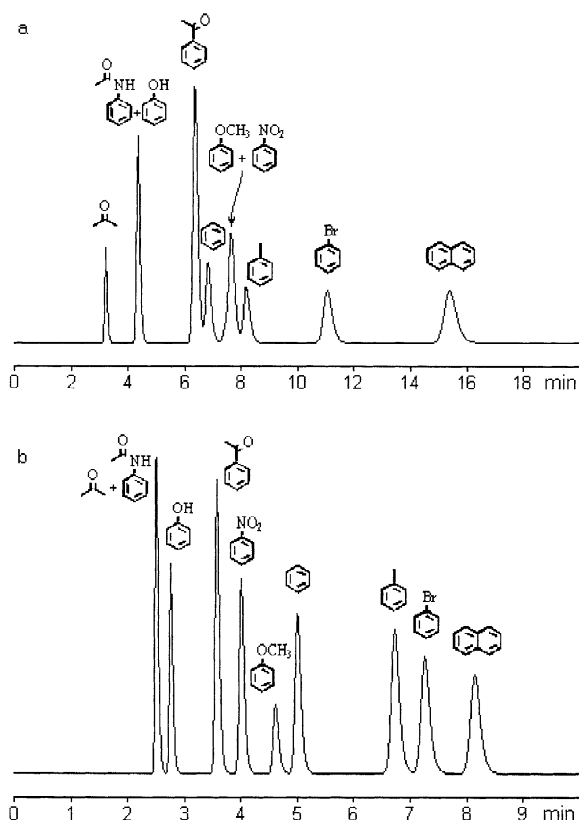 a
O
O
NH
OH
+
O
OCH3 NO2
+
Br
0 2 4 6 8 10 12 14 16 18 min
b
O
NH
O
+
OH
O
NO2
OCH3
Br
0 1 2 3 4 5 6 7 8 9 min